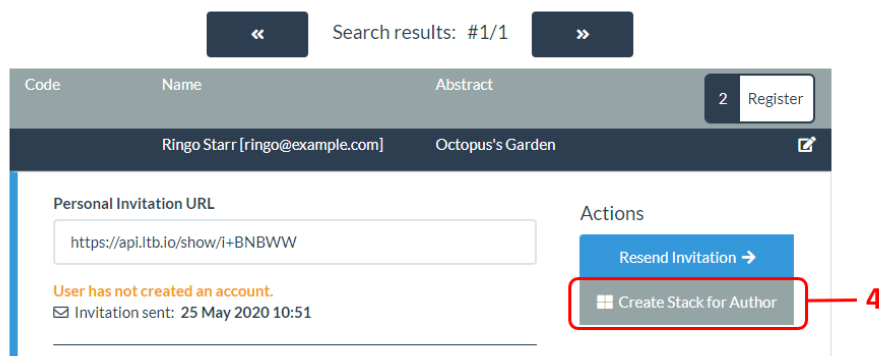 « Search results: #1/1 »
Code Name Abstract 2 Register
Ringo Starr [ringo@example.com] Octopus's Garden
Personal Invitation URL
https://api.ltb.io/show/i+BNBWW
User has not created an account.
Invitation sent: 25 May 2020 10:51
Actions
Resend Invitation →
Create Stack for Author 4